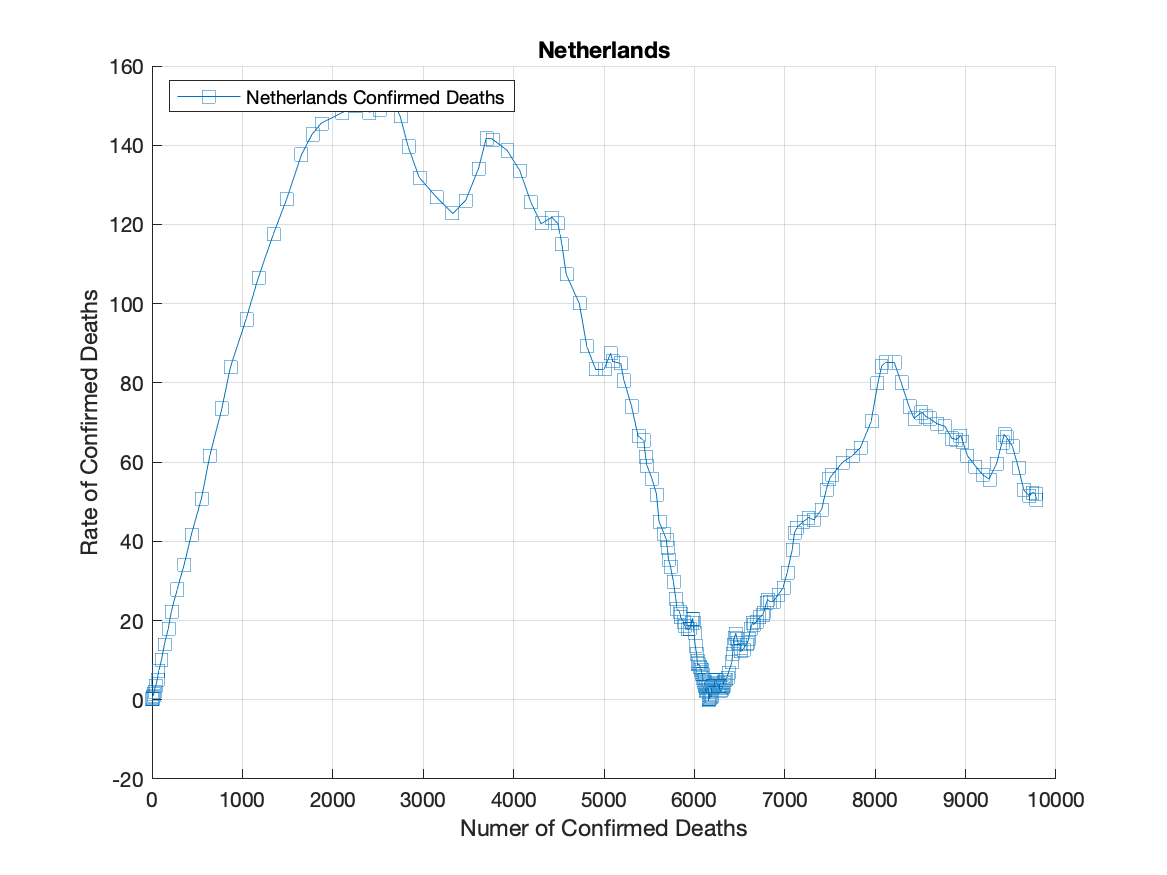 Netherlands
160
Netherlands Confirmed Deaths
140
120
100
80
60
40
20
0
-20
Rate of Confirmed Deaths
0 1000 2000 3000 4000 5000 6000 7000 8000 9000 10000
Numer of Confirmed Deaths